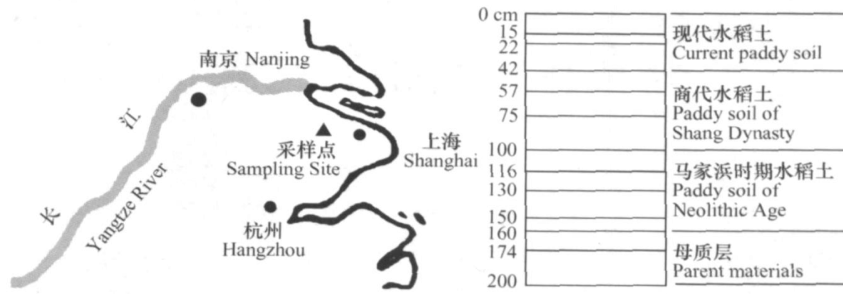 南京 Nanjing
长 江
Yangtze River
采样点
Sampling Site
上海
Shanghai
杭州
Hangzhou
0 cm
15
22
42
57
75
100
116
130
150
160
174
200
现代水稻土
Current paddy soil
商代水稻土
Paddy soil of
Shang Dynasty
马家浜时期水稻土
Paddy soil of
Neolithic Age
母质层
Parent materials